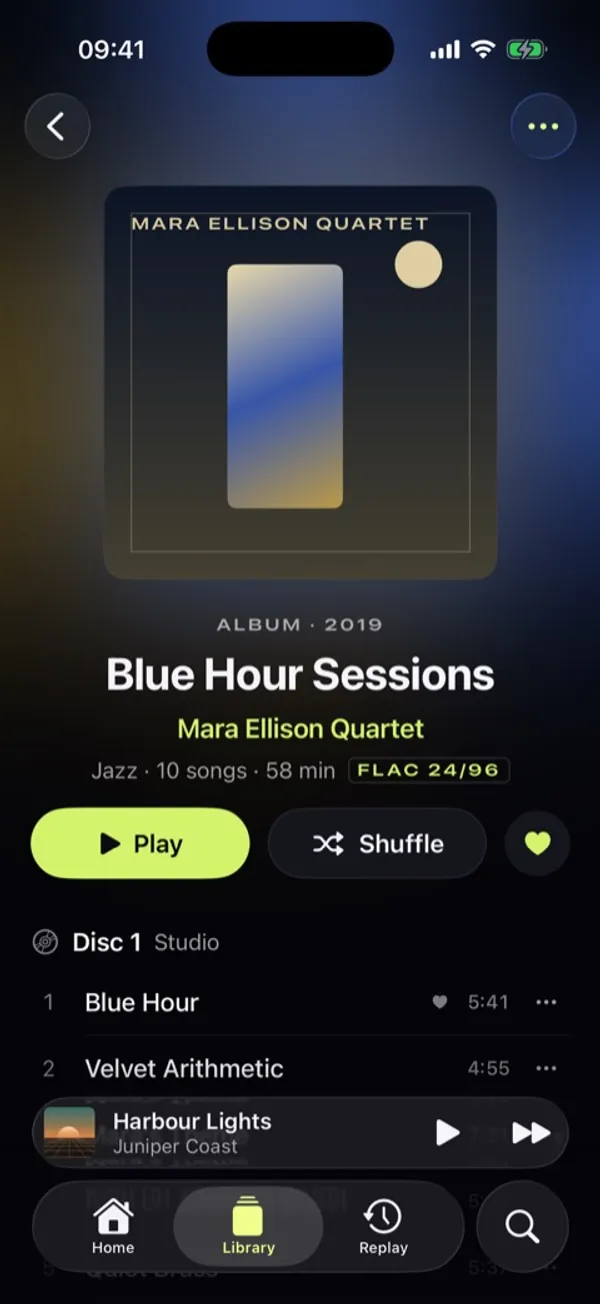 09:41
MARA ELLISON QUARTET
ALBUM · 2019
Blue Hour Sessions
Mara Ellison Quartet
Jazz · 10 songs · 58 min FLAC 24/96
Play Shuffle
Disc 1 Studio
1 Blue Hour 5:41
2 Velvet Arithmetic 4:55
Harbour Lights
Juniper Coast
Home Library Replay